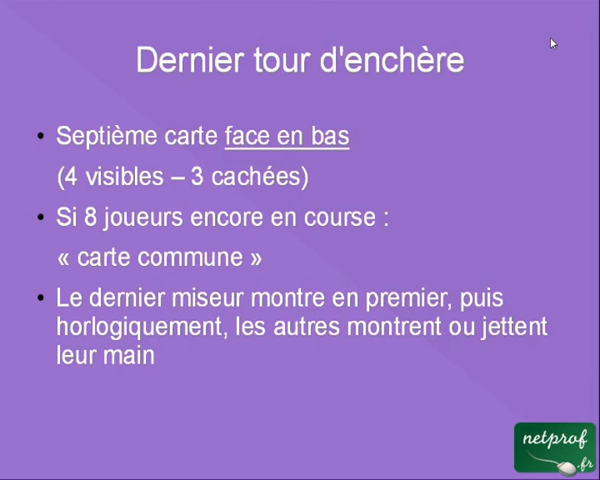 Dernier tour d'enchère
• Septième carte face en bas
(4 visibles – 3 cachées)
• Si 8 joueurs encore en course :
« carte commune »
• Le dernier miseur montre en premier, puis
horlogiquement, les autres montrent ou jettent
leur main
netprof
.fr